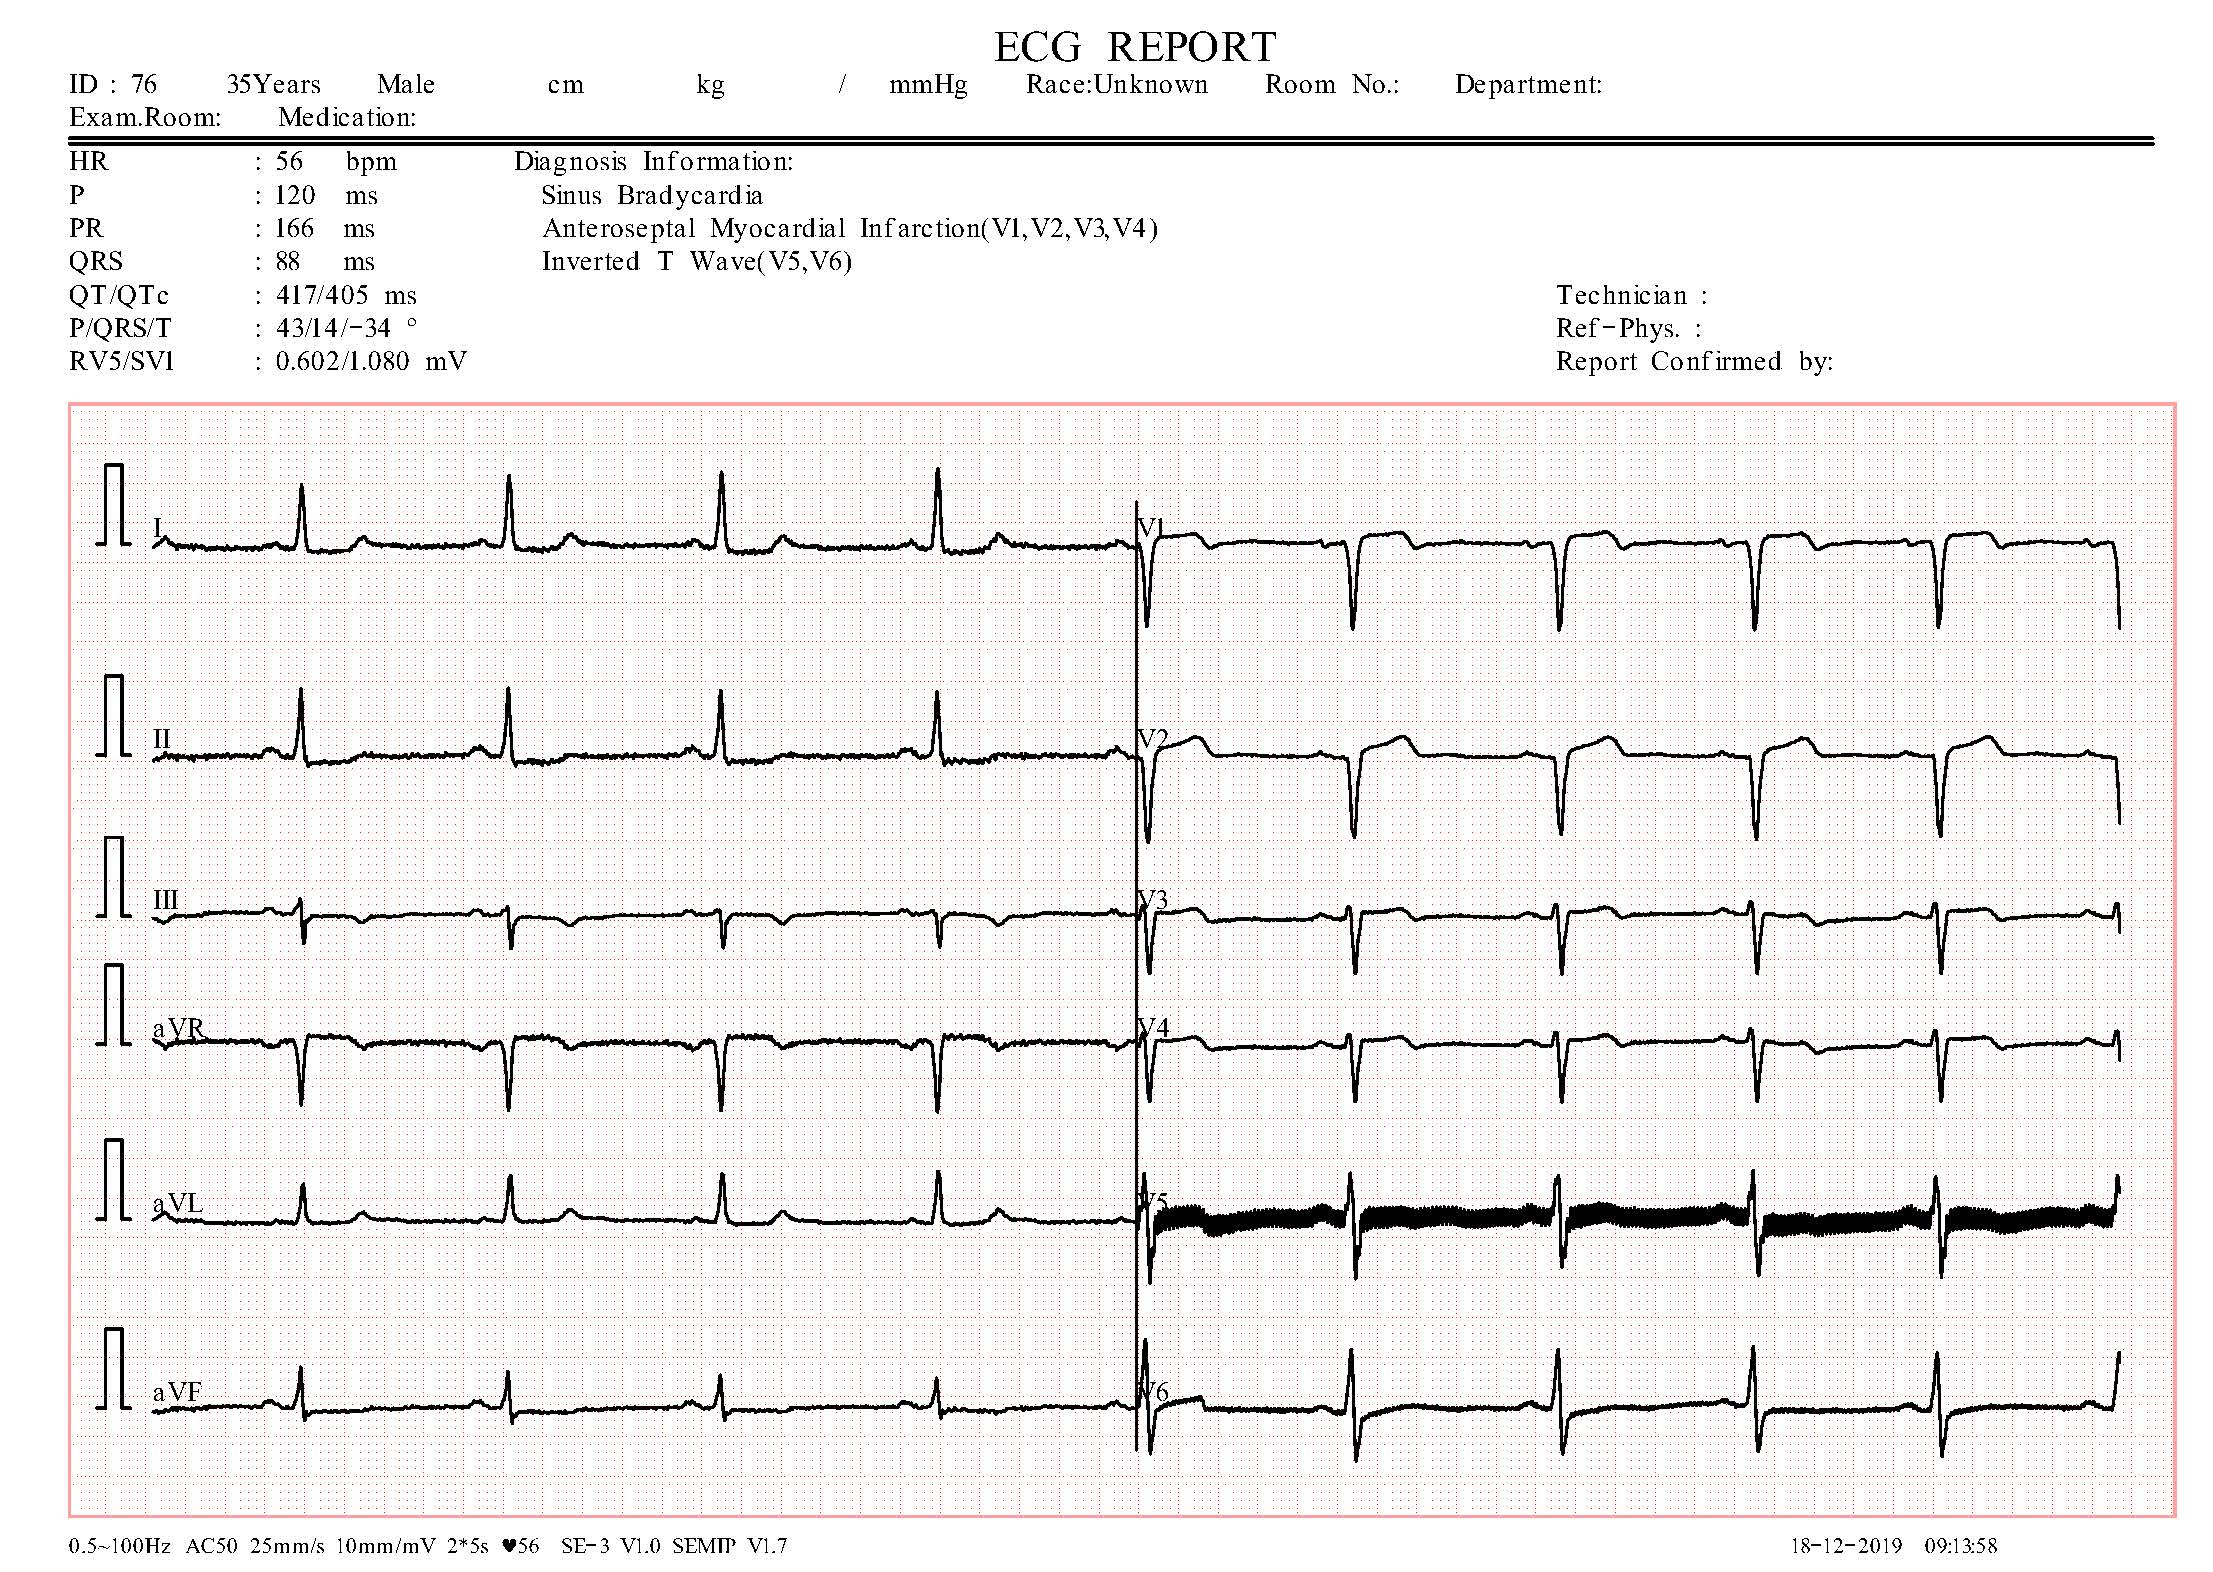 ECG REPORT
ID : 76 35Years Male cm kg / mmHg Race:Unknown Room No.: Department:
Exam.Room: Medication:
HR : 56 bpm Diagnosis Information:
P : 120 ms Sinus Bradycardia
PR : 166 ms Anteroseptal Myocardial Infarction(V1,V2,V3,V4)
QRS : 88 ms Inverted T Wave(V5,V6)
QT/QTc : 417/405 ms Technician :
P/QRS/T : 43/14/-34 ° Ref-Phys. :
RV5/SV1 : 0.602/1.080 mV Report Confirmed by:
I V1
II V2
III V3
aVR V4
aVL V5
aVF V6
0.5~100Hz AC50 25mm/s 10mm/mV 2*5s ♥56 SE-3 V1.0 SEMIP V1.7 18-12-2019 09:13:58